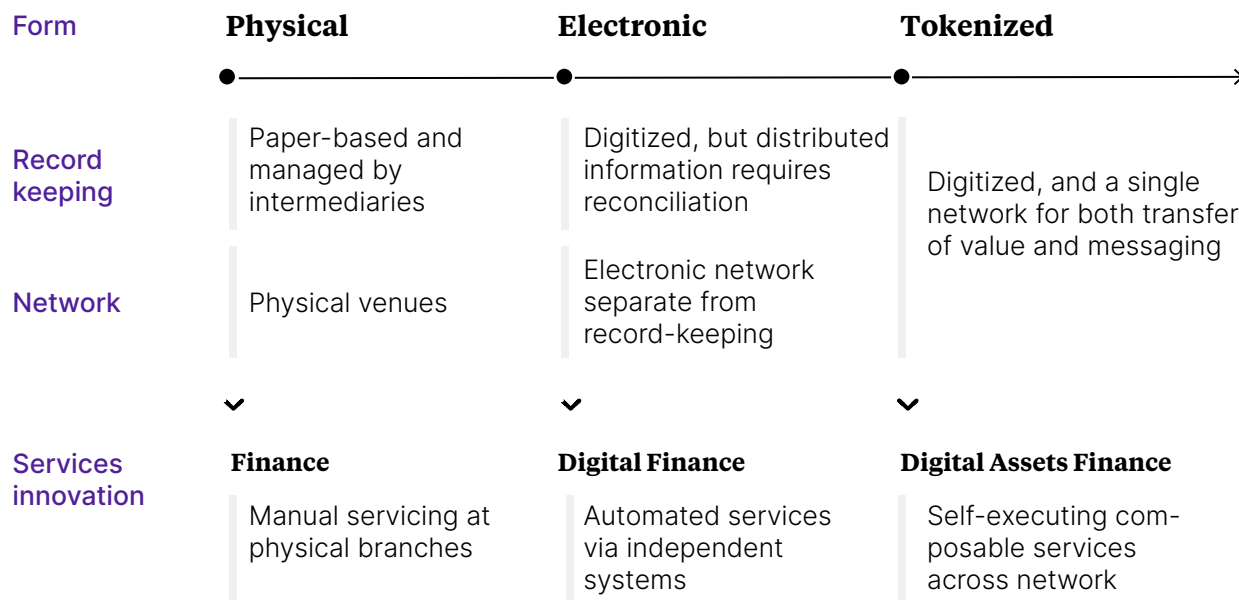 Form
Physical
Electronic
Tokenized
Record
keeping
Paper-based and
managed by
intermediaries
Digitized, but distributed
information requires
reconciliation
Digitized, and a single
network for both transfer
of value and messaging
Network
Physical venues
Electronic network
separate from
record-keeping
Services
innovation
Finance
Digital Finance
Digital Assets Finance
Manual servicing at
physical branches
Automated services
via independent
systems
Self-executing com-
posable services
across network